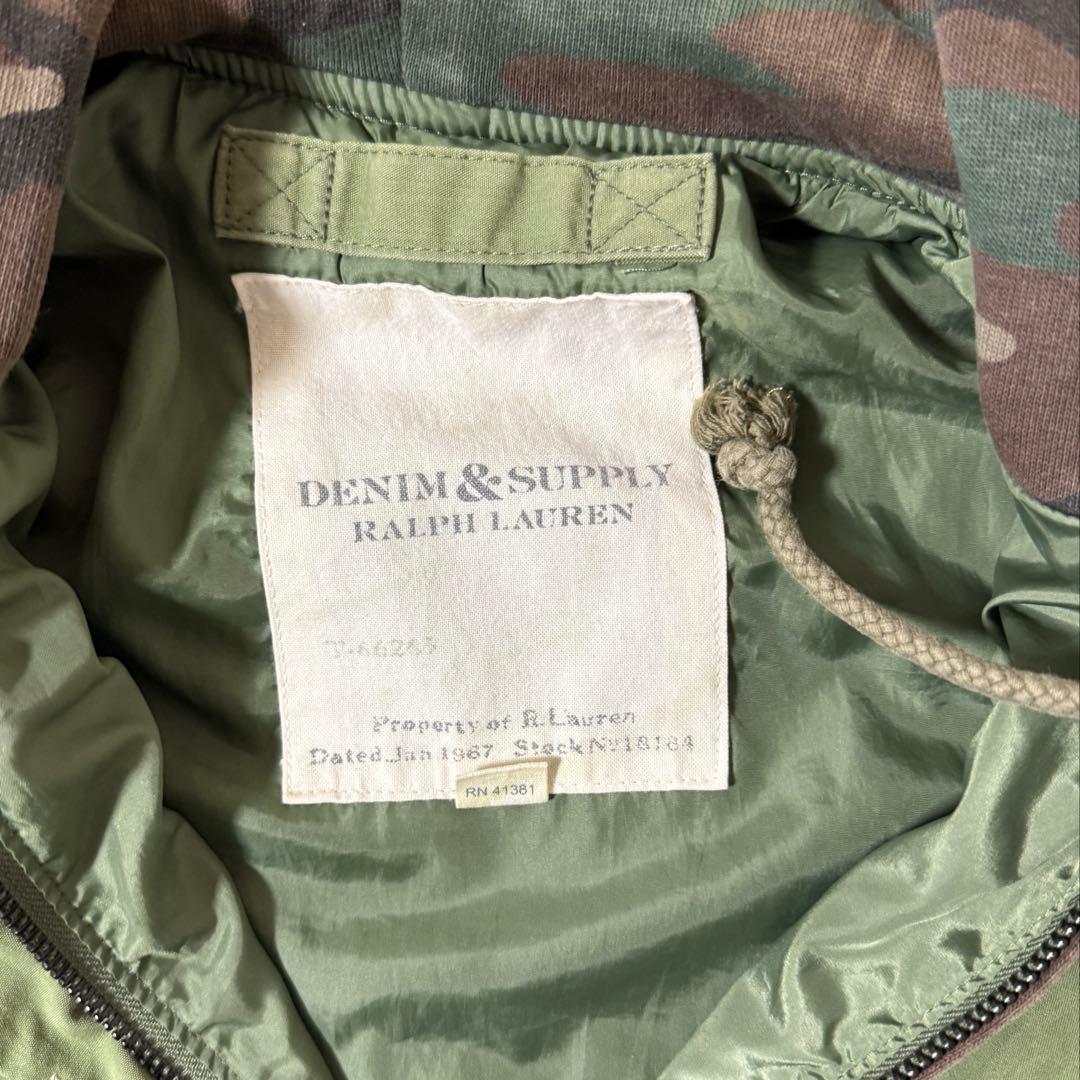 DENIM & SUPPLY
RALPH LAUREN
Property of R. Lauren
Dated Jan 1967 Stock Nº 18184
RN 41381